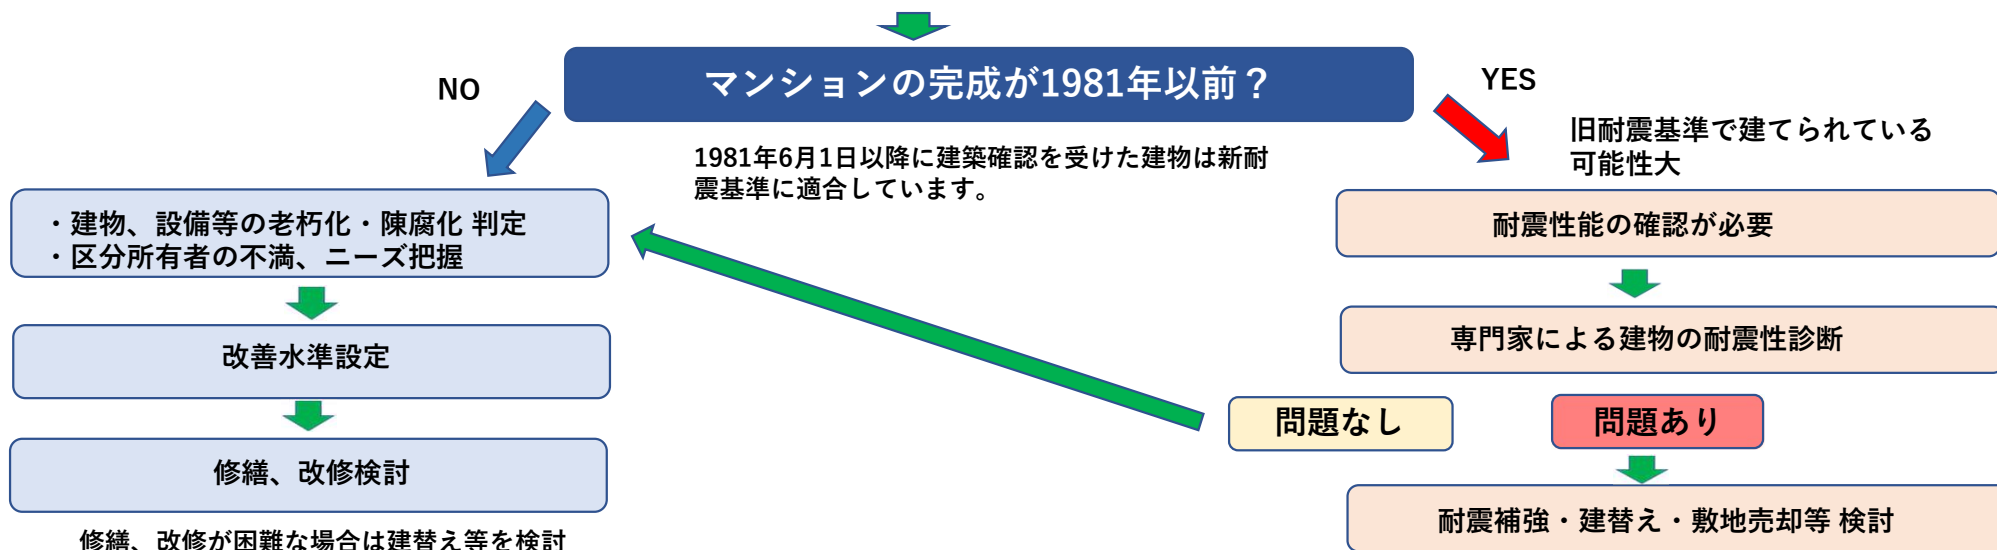 マンションの完成が1981年以前？
NO
YES
旧耐震基準で建てられている
可能性大
1981年6月1日以降に建築確認を受けた建物は新耐
震基準に適合しています。
・建物、設備等の老朽化・陳腐化 判定
・区分所有者の不満、ニーズ把握
改善水準設定
修繕、改修検討
修繕、改修が困難な場合は建替え等を検討
耐震性能の確認が必要
専門家による建物の耐震性診断
問題なし
問題あり
耐震補強・建替え・敷地売却等 検討